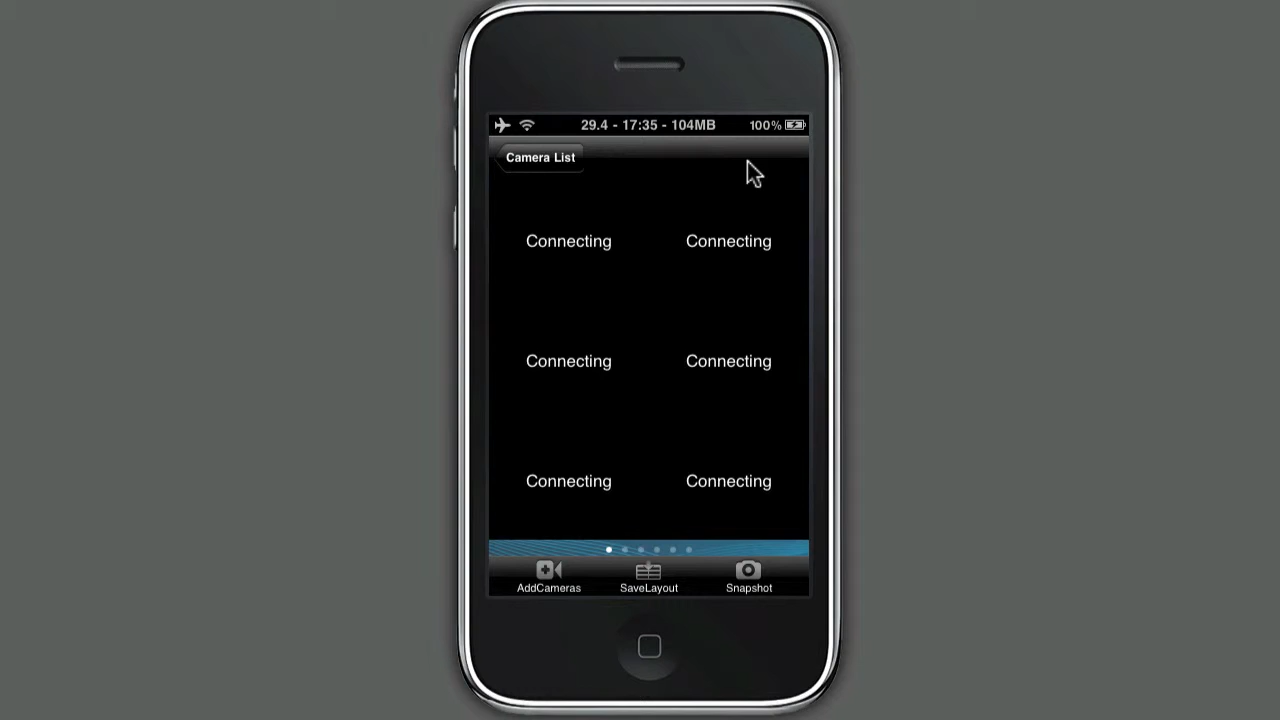 29.4 - 17:35 - 104MB 100%
Camera List
Connecting Connecting
Connecting Connecting
Connecting Connecting
AddCameras SaveLayout Snapshot